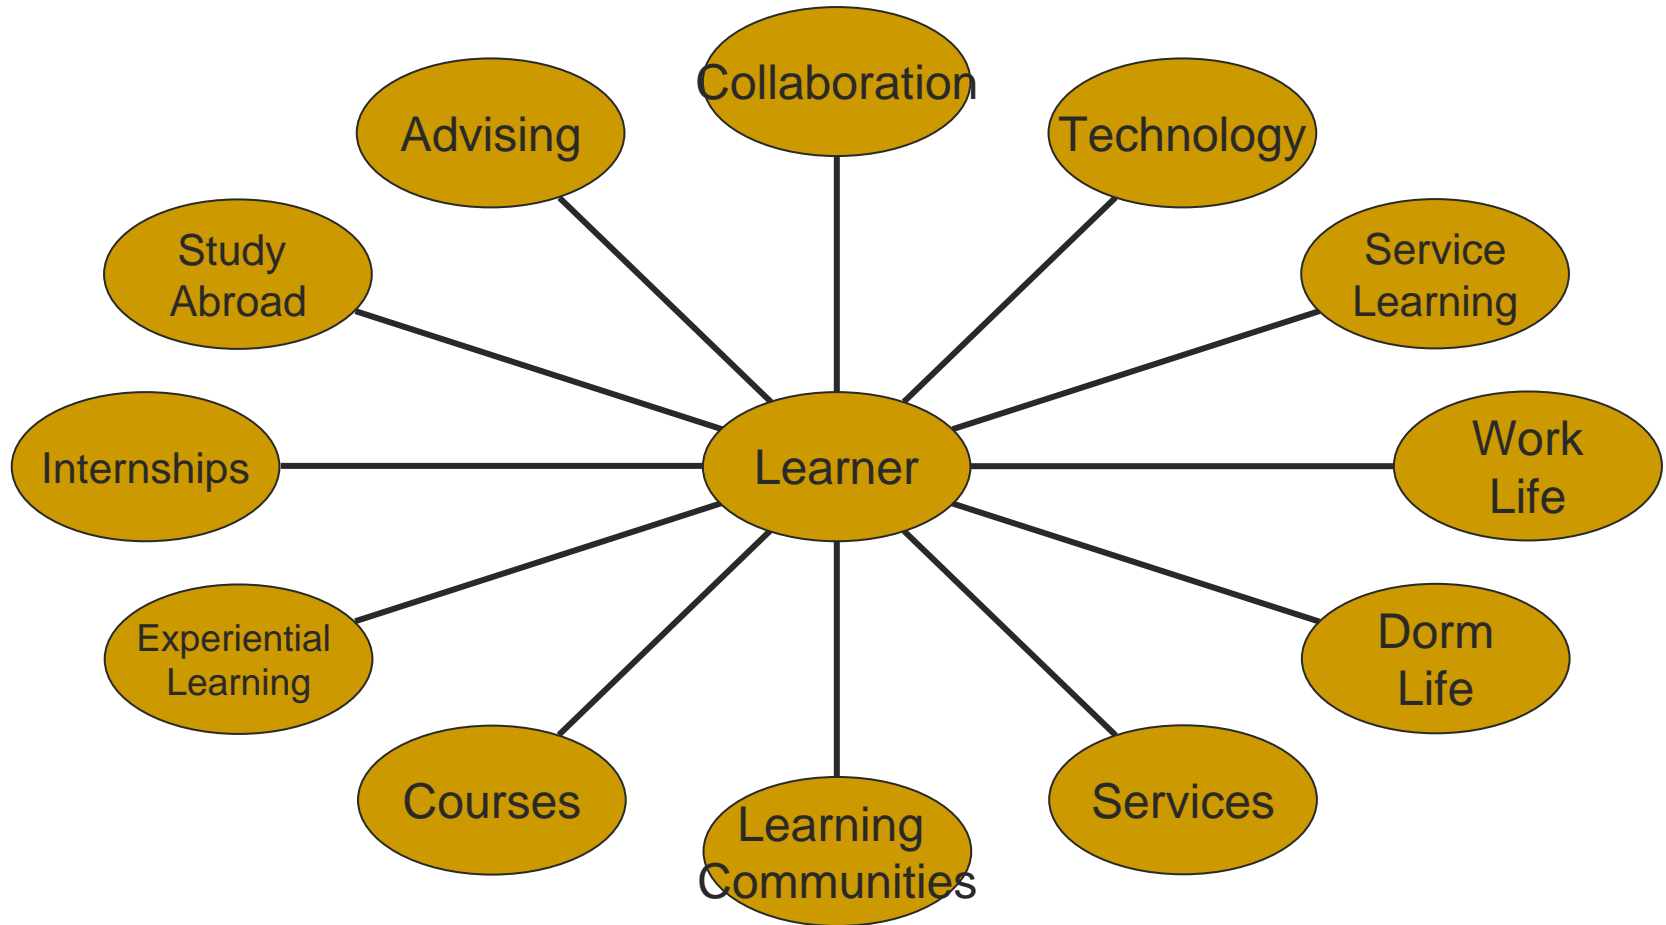 Collaboration
Advising
Technology
Study
Abroad
Service
Learning
Internships
Learner
Work
Life
Experiential
Learning
Dorm
Life
Courses
Learning
Communities
Services